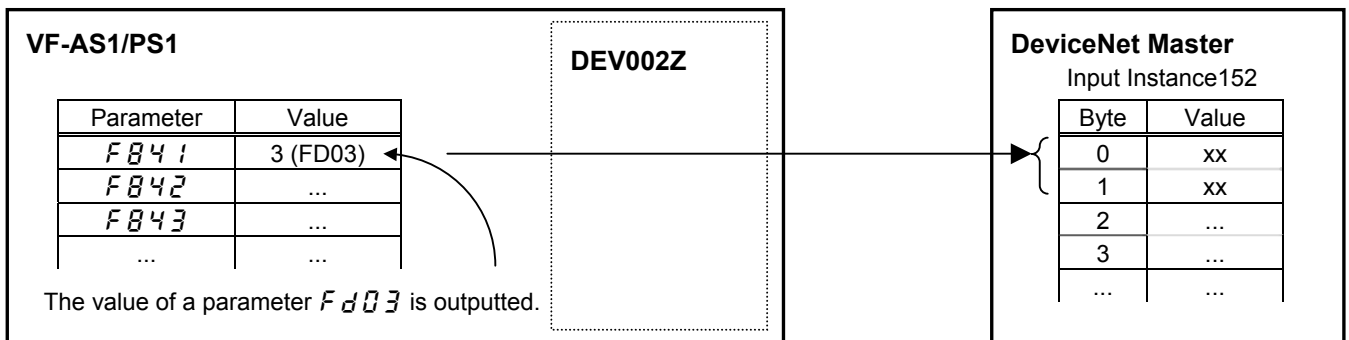 VF-AS1/PS1
DEV002Z
Parameter Value
F841 3 (FD03)
F842 ...
F843 ...
... ...
The value of a parameter Fd03 is outputted.
DeviceNet Master
Input Instance152
Byte Value
0 xx
1 xx
2 ...
3 ...
... ...